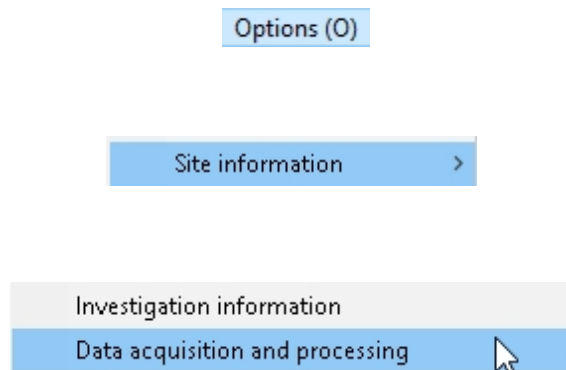 Options (O)
Site information
Investigation information
Data acquisition and processing